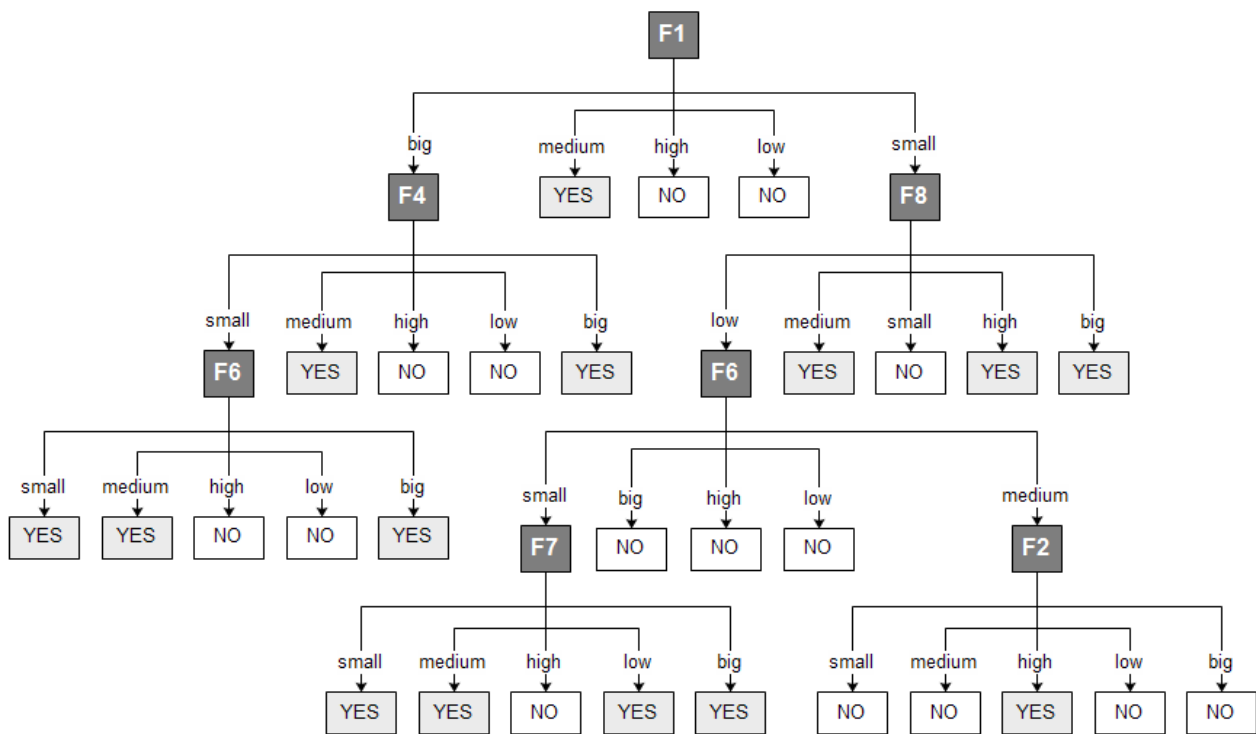 F1
big medium high low small
F4 YES NO NO F8
small medium high low big low medium small high big
F6 YES NO NO YES F6 YES NO YES YES
small medium high low big small big high low medium
YES YES NO NO YES F7 NO NO NO F2
small medium high low big small medium high low big
YES YES NO YES YES NO NO YES NO NO